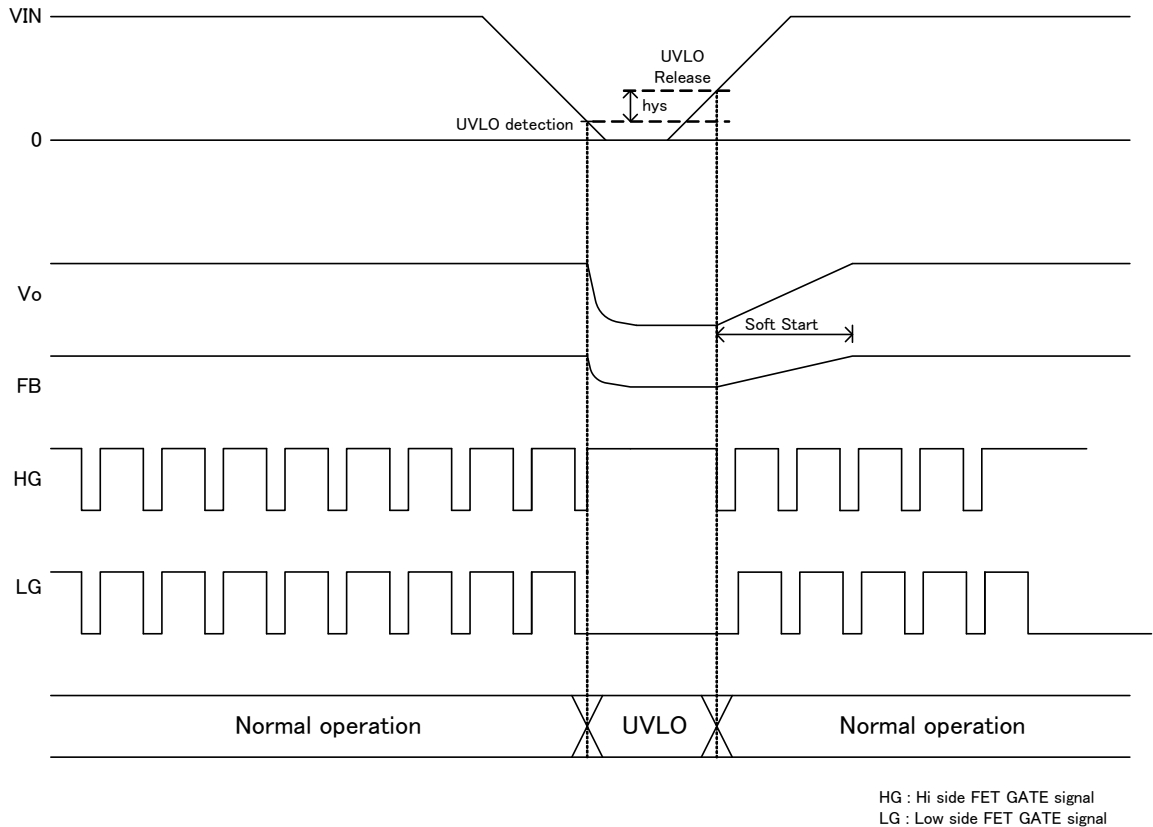 VIN
UVLO
Release
hys
UVLO detection
0
Vo
Soft Start
FB
HG
LG
Normal operation
UVLO
Normal operation
HG : Hi side FET GATE signal
LG : Low side FET GATE signal